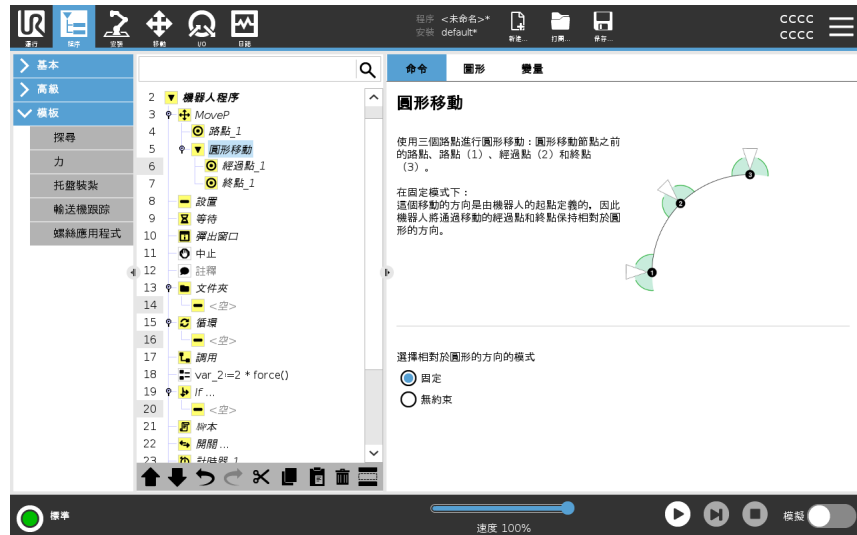 UR
運行
程序
安裝
移動
I/O
日誌
程序 <未命名>*
安裝 default*
新建...
打開...
保存...
CCCC
CCCC
基本
高級
模板
探尋
力
托盤裝紮
輸送機跟踪
螺絲應用程式
2 機器人程序
3 MoveP
4 路點_1
5 圓形移動
6 經過點_1
7 終點_1
8 設置
9 等待
10 彈出窗口
11 中止
12 註釋
13 文件夾
14 <空>
15 循環
16 <空>
17 調用
18 var_2≔2 * force()
19 If ...
20 <空>
21 腳本
22 開關 ...
23 計時器_1
命令
圖形
變量
圓形移動
使用三個路點進行圓形移動：圓形移動節點之前
的路點、路點（1）、經過點（2）和終點
（3）。
在固定模式下：
這個移動的方向是由機器人的起點定義的，因此
機器人將通過移動的經過點和終點保持相對於圓
形的方向。
1
2
3
選擇相對於圓形的方向的模式
固定
無約束
標準
速度 100%
模擬